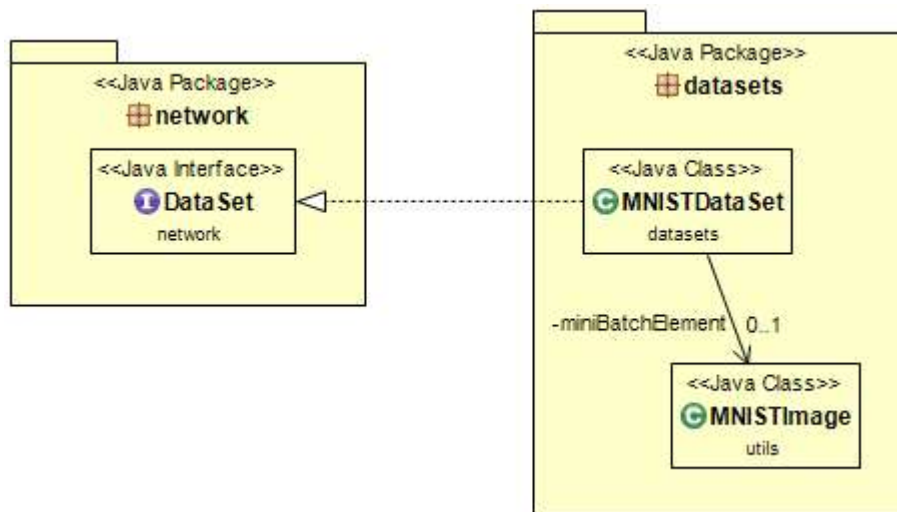 <<Java Package>>
network
<<Java Interface>>
I DataSet
network
<<Java Package>>
datasets
<<Java Class>>
C MNISTDataSet
datasets
-miniBatchElement 0..1
<<Java Class>>
C MNISTImage
utils